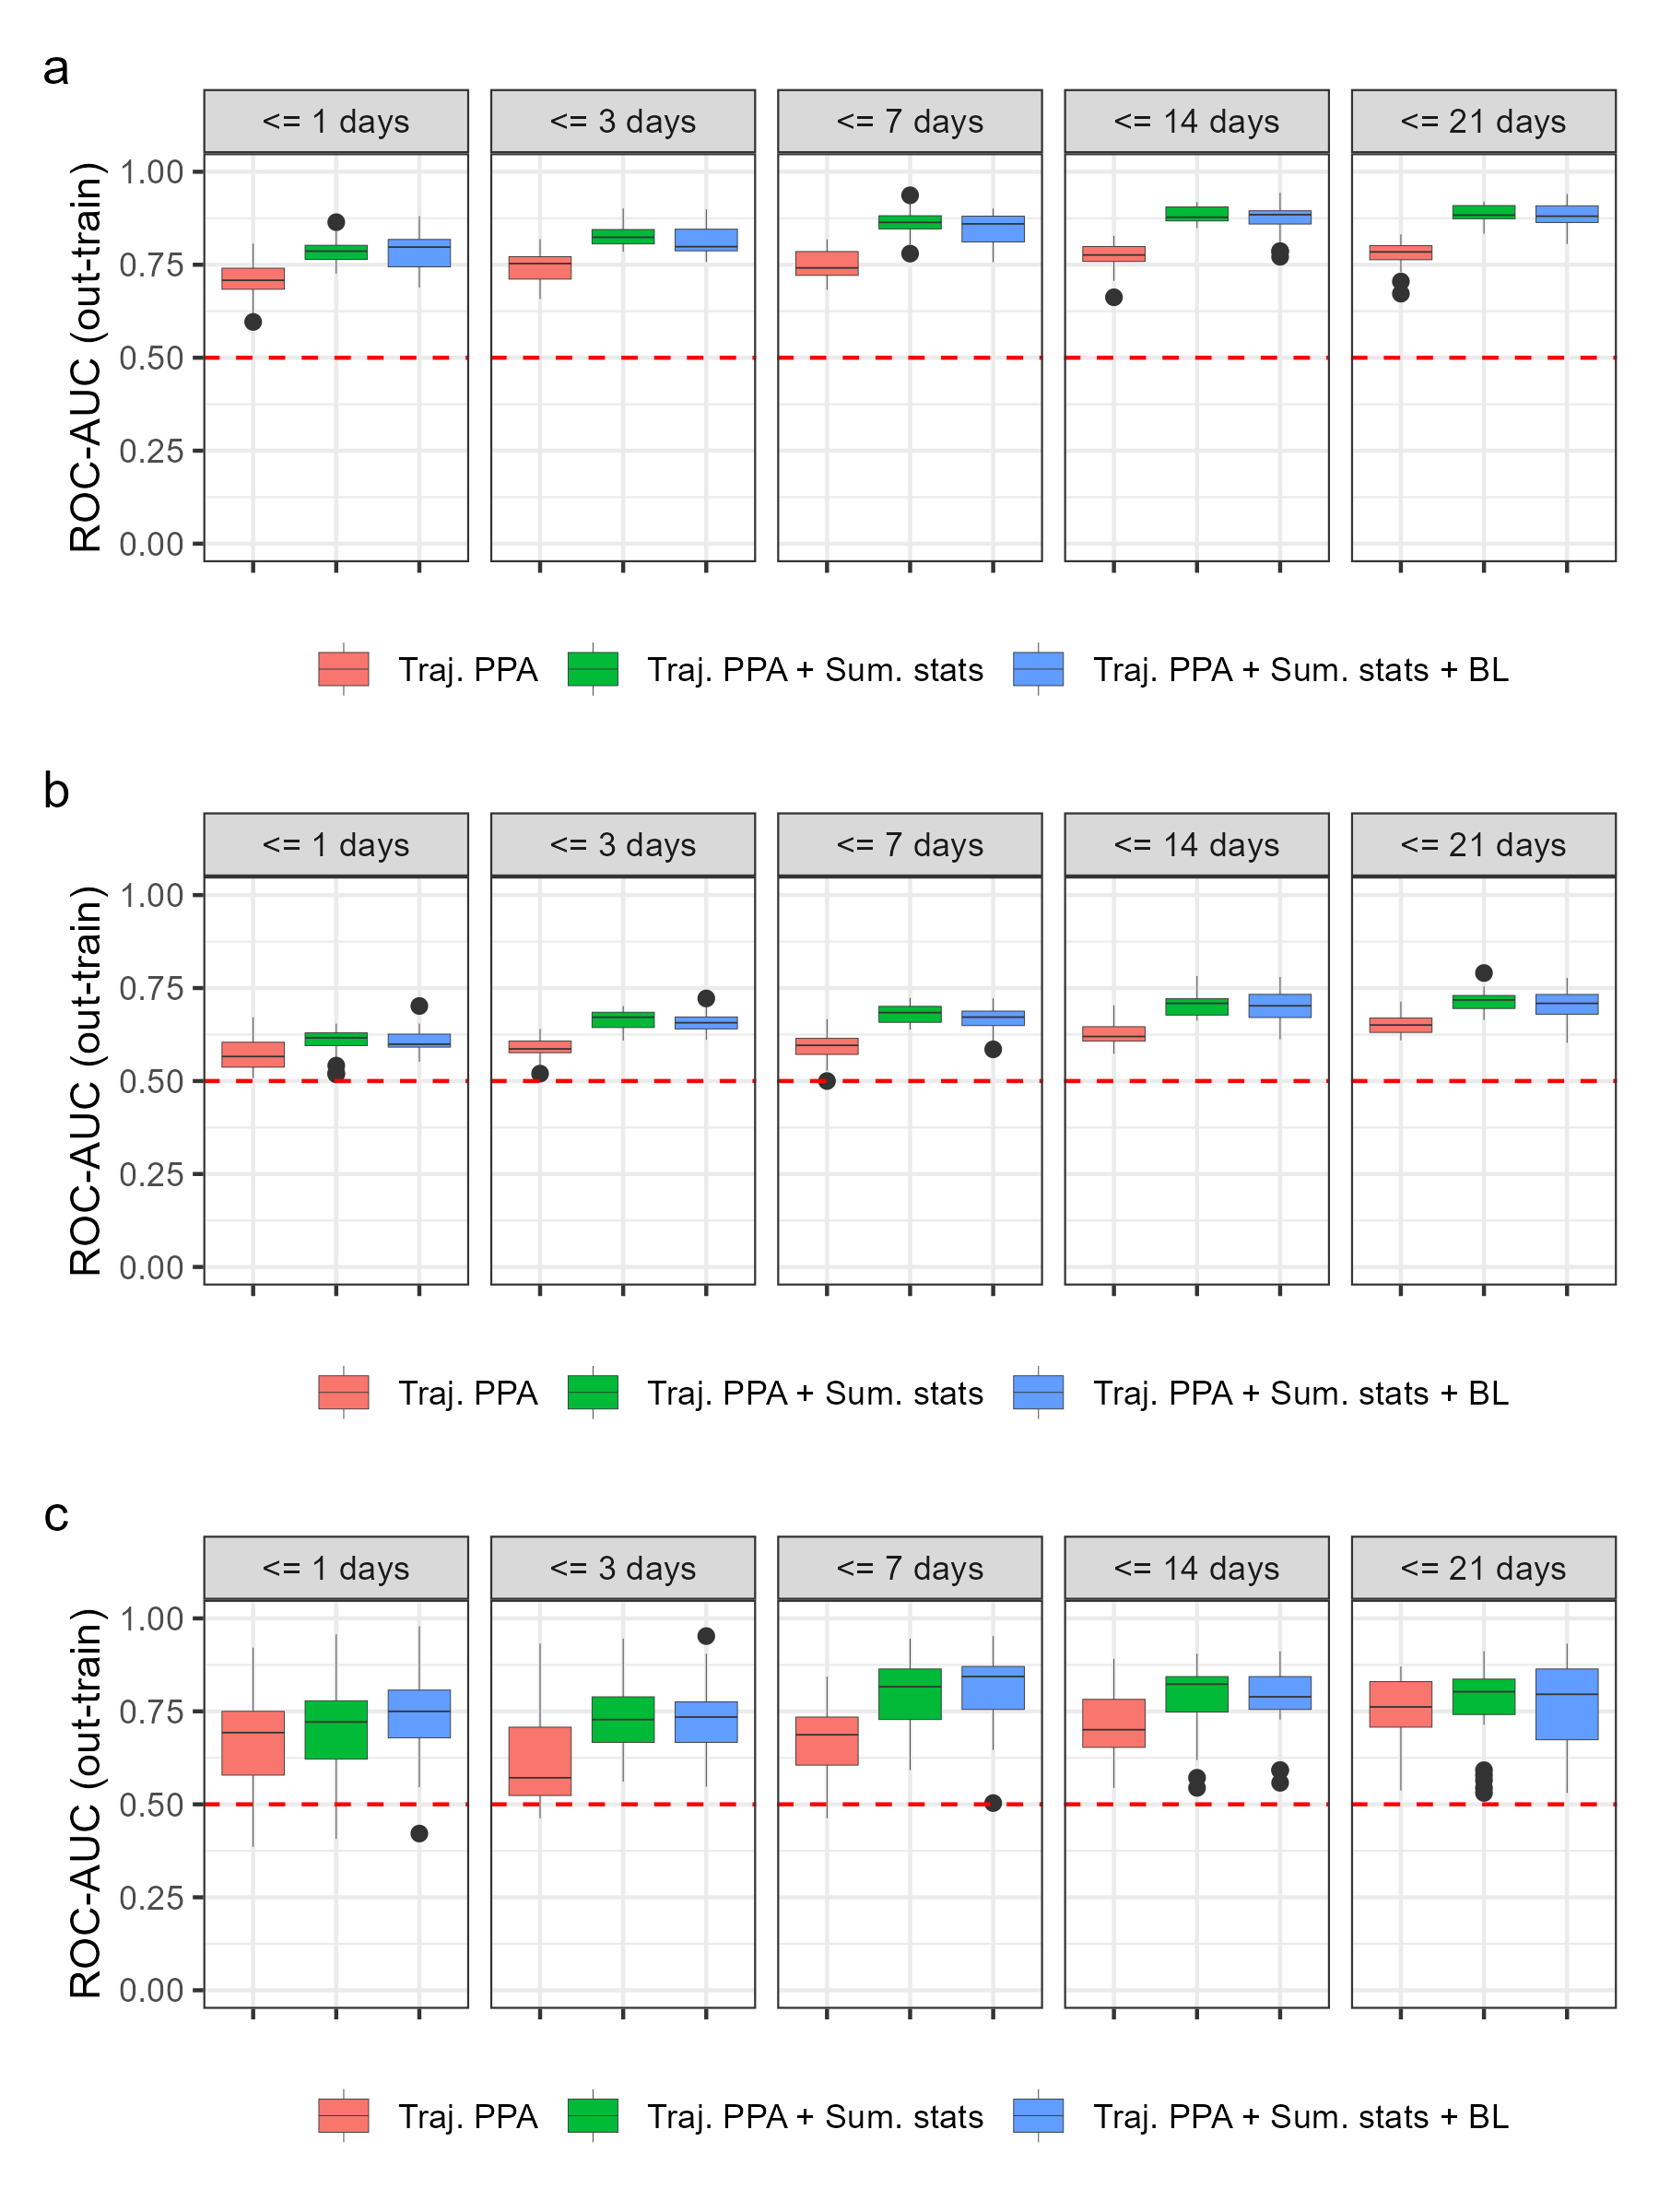 a
<= 1 days <= 3 days <= 7 days <= 14 days <= 21 days
ROC-AUC (out-train)
1.00
0.75
0.50
0.25
0.00
Traj. PPA Traj. PPA + Sum. stats Traj. PPA + Sum. stats + BL
b
<= 1 days <= 3 days <= 7 days <= 14 days <= 21 days
ROC-AUC (out-train)
1.00
0.75
0.50
0.25
0.00
Traj. PPA Traj. PPA + Sum. stats Traj. PPA + Sum. stats + BL
c
<= 1 days <= 3 days <= 7 days <= 14 days <= 21 days
ROC-AUC (out-train)
1.00
0.75
0.50
0.25
0.00
Traj. PPA Traj. PPA + Sum. stats Traj. PPA + Sum. stats + BL